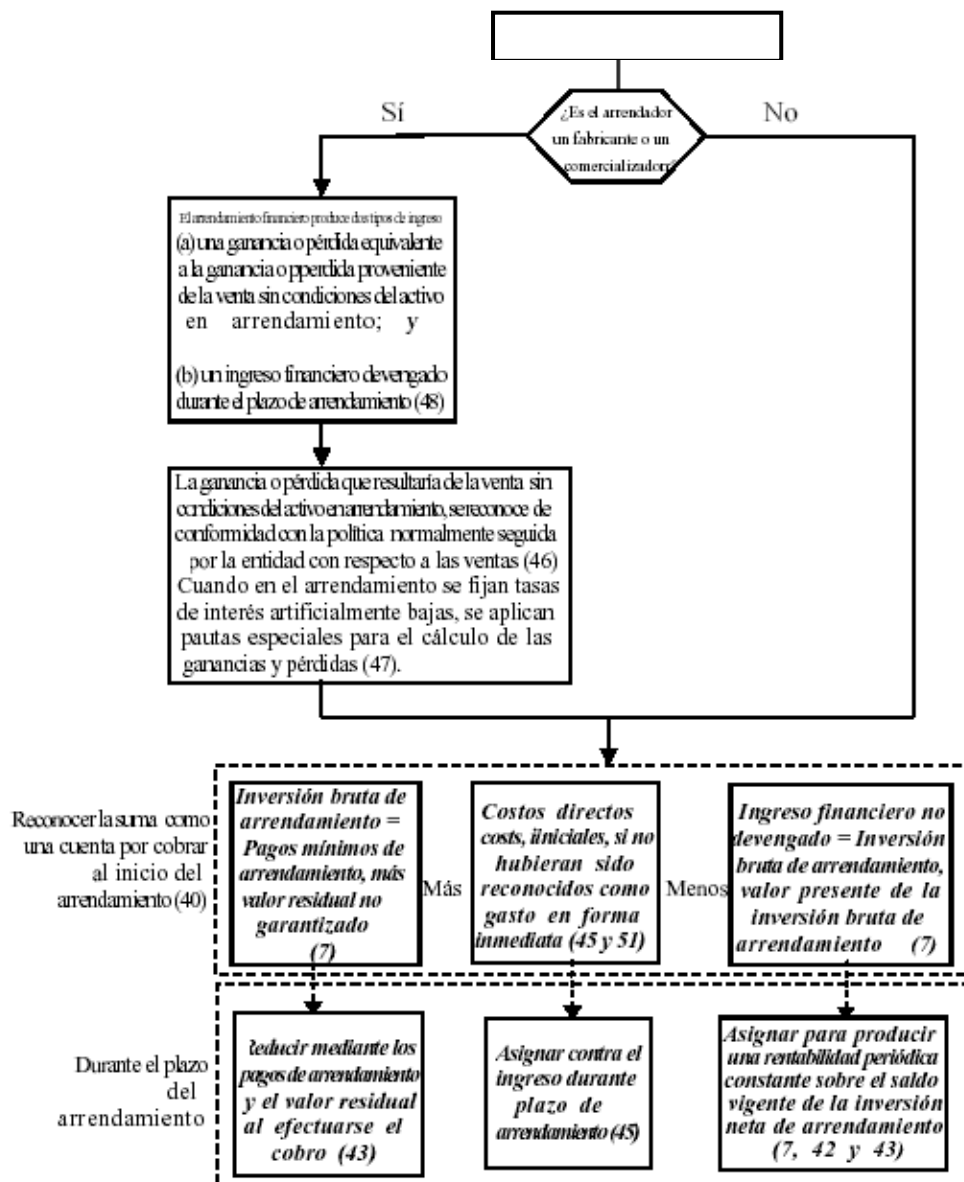 Sí
¿Es el arrendador
un fabricante o un
comercializador?
No
El arrendamiento financiero produce dos tipos de ingreso
(a) una ganancia o pérdida equivalente
a la ganancia o pperdida proveniente
de la venta sin condiciones del activo
en arrendamiento; y
(b) un ingreso financiero devengado
durante el plazo de arrendamiento (48)
La ganancia o pérdida que resultaría de la venta sin
condiciones del activo en arrendamiento, se reconoce de
conformidad con la política normalmente seguida
por la entidad con respecto a las ventas (46)
Cuando en el arrendamiento se fijan tasas
de interés artificialmente bajas, se aplican
pautas especiales para el cálculo de las
ganancias y pérdidas (47).
Reconocer la suma como
una cuenta por cobrar
al inicio del
arrendamiento (40)
Inversión bruta de
arrendamiento =
Pagos mínimos de
arrendamiento, más
valor residual no
garantizado
(7)
Más
Costos directos
costs, iiniciales, si no
hubieran sido
reconocidos como
gasto en forma
inmediata (45 y 51)
Menos
Ingreso financiero no
devengado = Inversión
bruta de arrendamiento,
valor presente de la
inversión bruta de
arrendamiento (7)
Durante el plazo
del
arrendamiento
Reducir mediante los
pagos de arrendamiento
y el valor residual
al efectuarse el
cobro (43)
Asignar contra el
ingreso durante
plazo de
arrendamiento (45)
Asignar para producir
una rentabilidad periódica
constante sobre el saldo
vigente de la inversión
neta de arrendamiento
(7, 42 y 43)